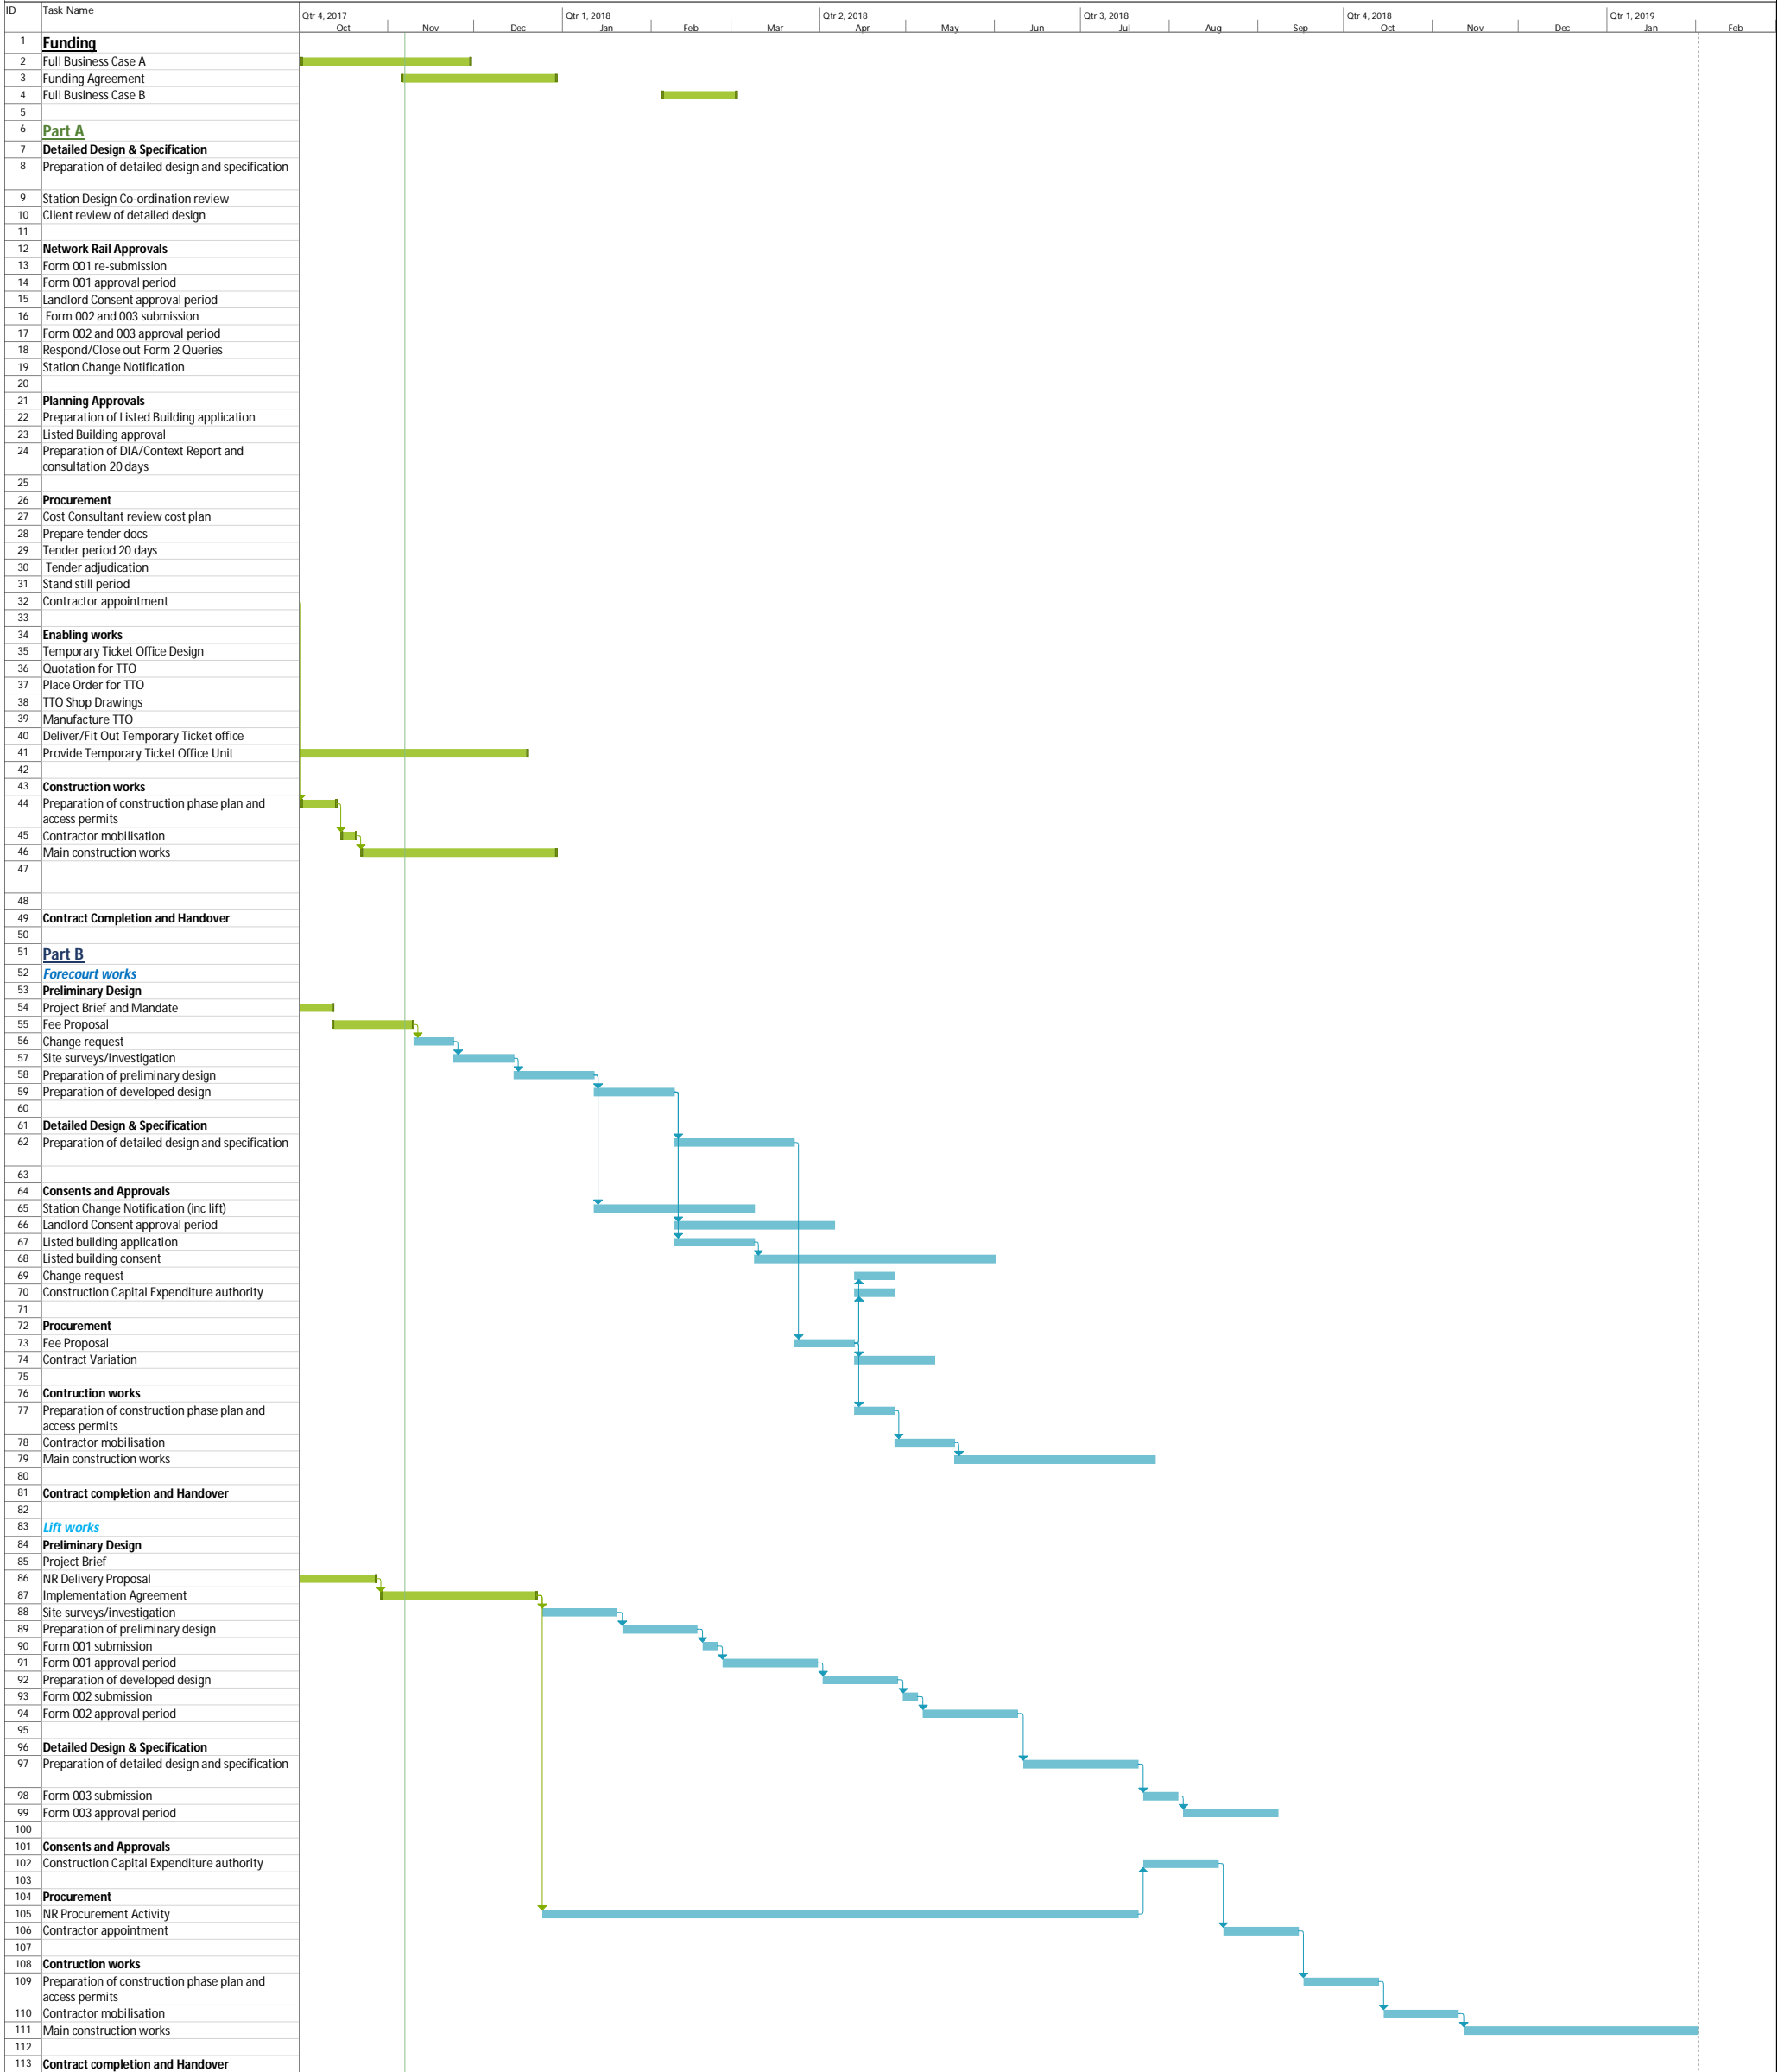 ID Task Name Qtr 4, 2017 Qtr 1, 2018 Qtr 2, 2018 Qtr 3, 2018 Qtr 4, 2018 Qtr 1, 2019
Oct Nov Dec Jan Feb Mar Apr May Jun Jul Aug Sep Oct Nov Dec Jan Feb
1 Funding
2 Full Business Case A
3 Funding Agreement
4 Full Business Case B
5
6 Part A
7 Detailed Design & Specification
8 Preparation of detailed design and specification
9 Station Design Co-ordination review
10 Client review of detailed design
11
12 Network Rail Approvals
13 Form 001 re-submission
14 Form 001 approval period
15 Landlord Consent approval period
16 Form 002 and 003 submission
17 Form 002 and 003 approval period
18 Respond/Close out Form 2 Queries
19 Station Change Notification
20
21 Planning Approvals
22 Preparation of Listed Building application
23 Listed Building approval
24 Preparation of DIA/Context Report and
consultation 20 days
25
26 Procurement
27 Cost Consultant review cost plan
28 Prepare tender docs
29 Tender period 20 days
30 Tender adjudication
31 Stand still period
32 Contractor appointment
33
34 Enabling works
35 Temporary Ticket Office Design
36 Quotation for TTO
37 Place Order for TTO
38 TTO Shop Drawings
39 Manufacture TTO
40 Deliver/Fit Out Temporary Ticket office
41 Provide Temporary Ticket Office Unit
42
43 Construction works
44 Preparation of construction phase plan and
access permits
45 Contractor mobilisation
46 Main construction works
47
48
49 Contract Completion and Handover
50
51 Part B
52 Forecourt works
53 Preliminary Design
54 Project Brief and Mandate
55 Fee Proposal
56 Change request
57 Site surveys/investigation
58 Preparation of preliminary design
59 Preparation of developed design
60
61 Detailed Design & Specification
62 Preparation of detailed design and specification
63
64 Consents and Approvals
65 Station Change Notification (inc lift)
66 Landlord Consent approval period
67 Listed building application
68 Listed building consent
69 Change request
70 Construction Capital Expenditure authority
71
72 Procurement
73 Fee Proposal
74 Contract Variation
75
76 Contruction works
77 Preparation of construction phase plan and
access permits
78 Contractor mobilisation
79 Main construction works
80
81 Contract completion and Handover
82
83 Lift works
84 Preliminary Design
85 Project Brief
86 NR Delivery Proposal
87 Implementation Agreement
88 Site surveys/investigation
89 Preparation of preliminary design
90 Form 001 submission
91 Form 001 approval period
92 Preparation of developed design
93 Form 002 submission
94 Form 002 approval period
95
96 Detailed Design & Specification
97 Preparation of detailed design and specification
98 Form 003 submission
99 Form 003 approval period
100
101 Consents and Approvals
102 Construction Capital Expenditure authority
103
104 Procurement
105 NR Procurement Activity
106 Contractor appointment
107
108 Contruction works
109 Preparation of construction phase plan and
access permits
110 Contractor mobilisation
111 Main construction works
112
113 Contract completion and Handover